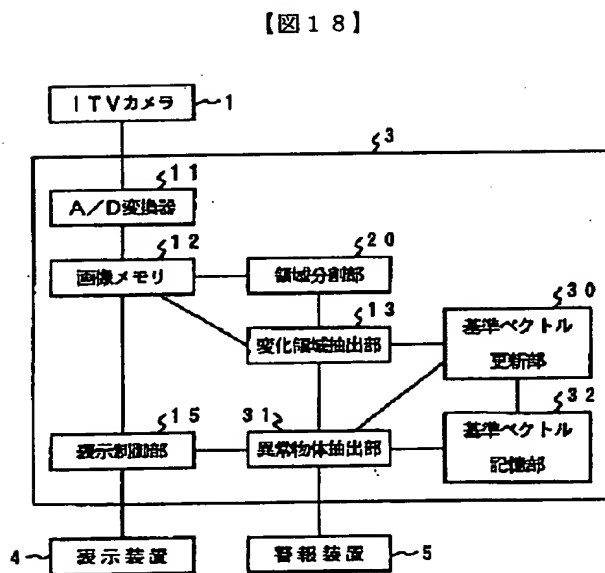 【図１８】
ＩＴＶカメラ
1
3
11
Ａ／Ｄ変換器
12
画像メモリ
20
領域分割部
13
変化領域抽出部
30
基準ベクトル
更新部
15
表示制御部
31
異常物体抽出部
32
基準ベクトル
記憶部
4
表示装置
警報装置
5